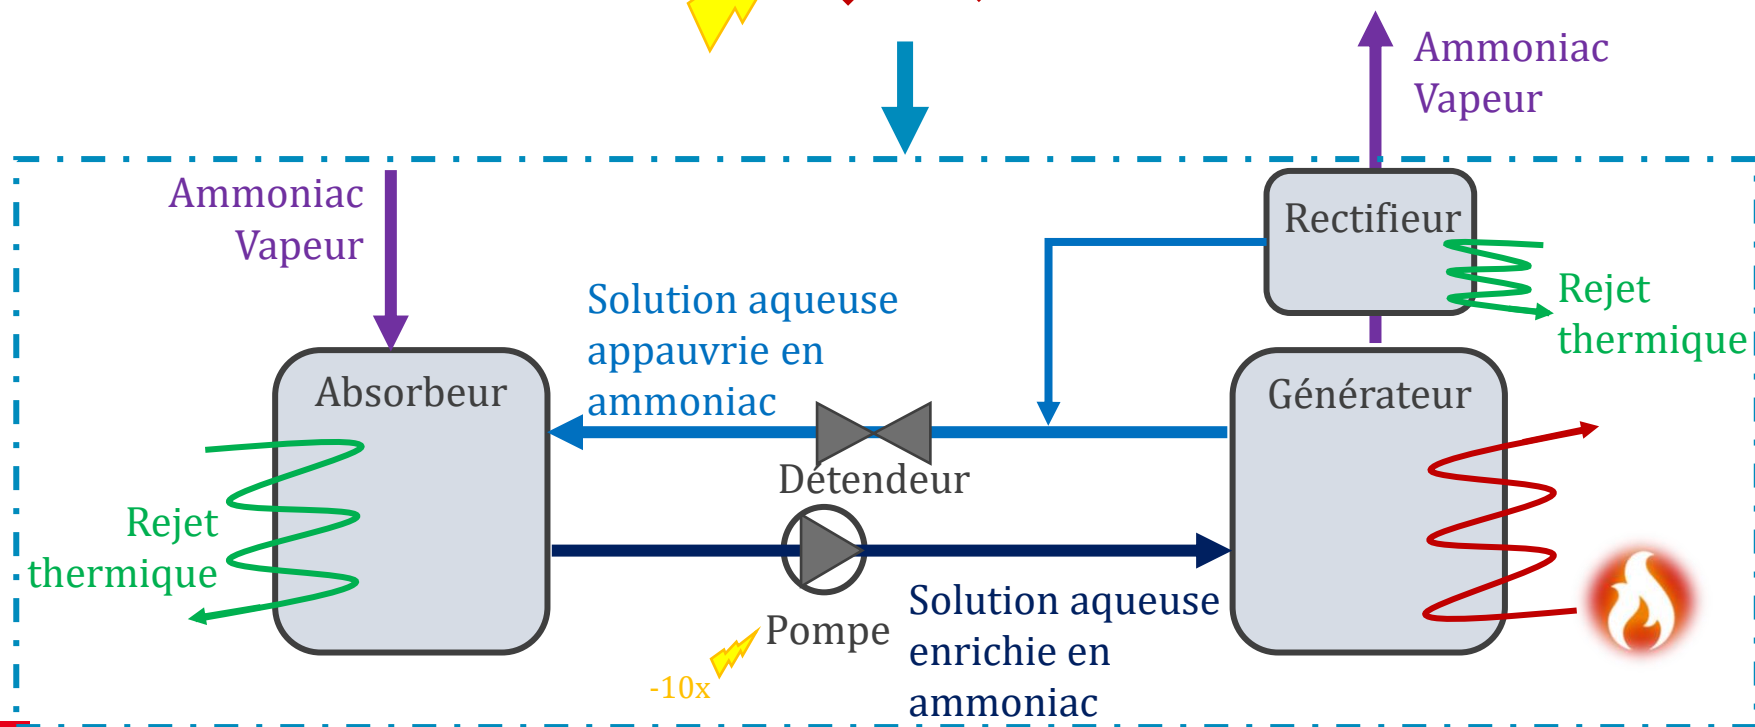 Ammoniac
Vapeur
Ammoniac
Vapeur
Rectifieur
Rejet
thermique
Solution aqueuse
appauvrie en
ammoniac
Absorbeur
Générateur
Détendeur
Rejet
thermique
Pompe
-10x
Solution aqueuse
enrichie en
ammoniac